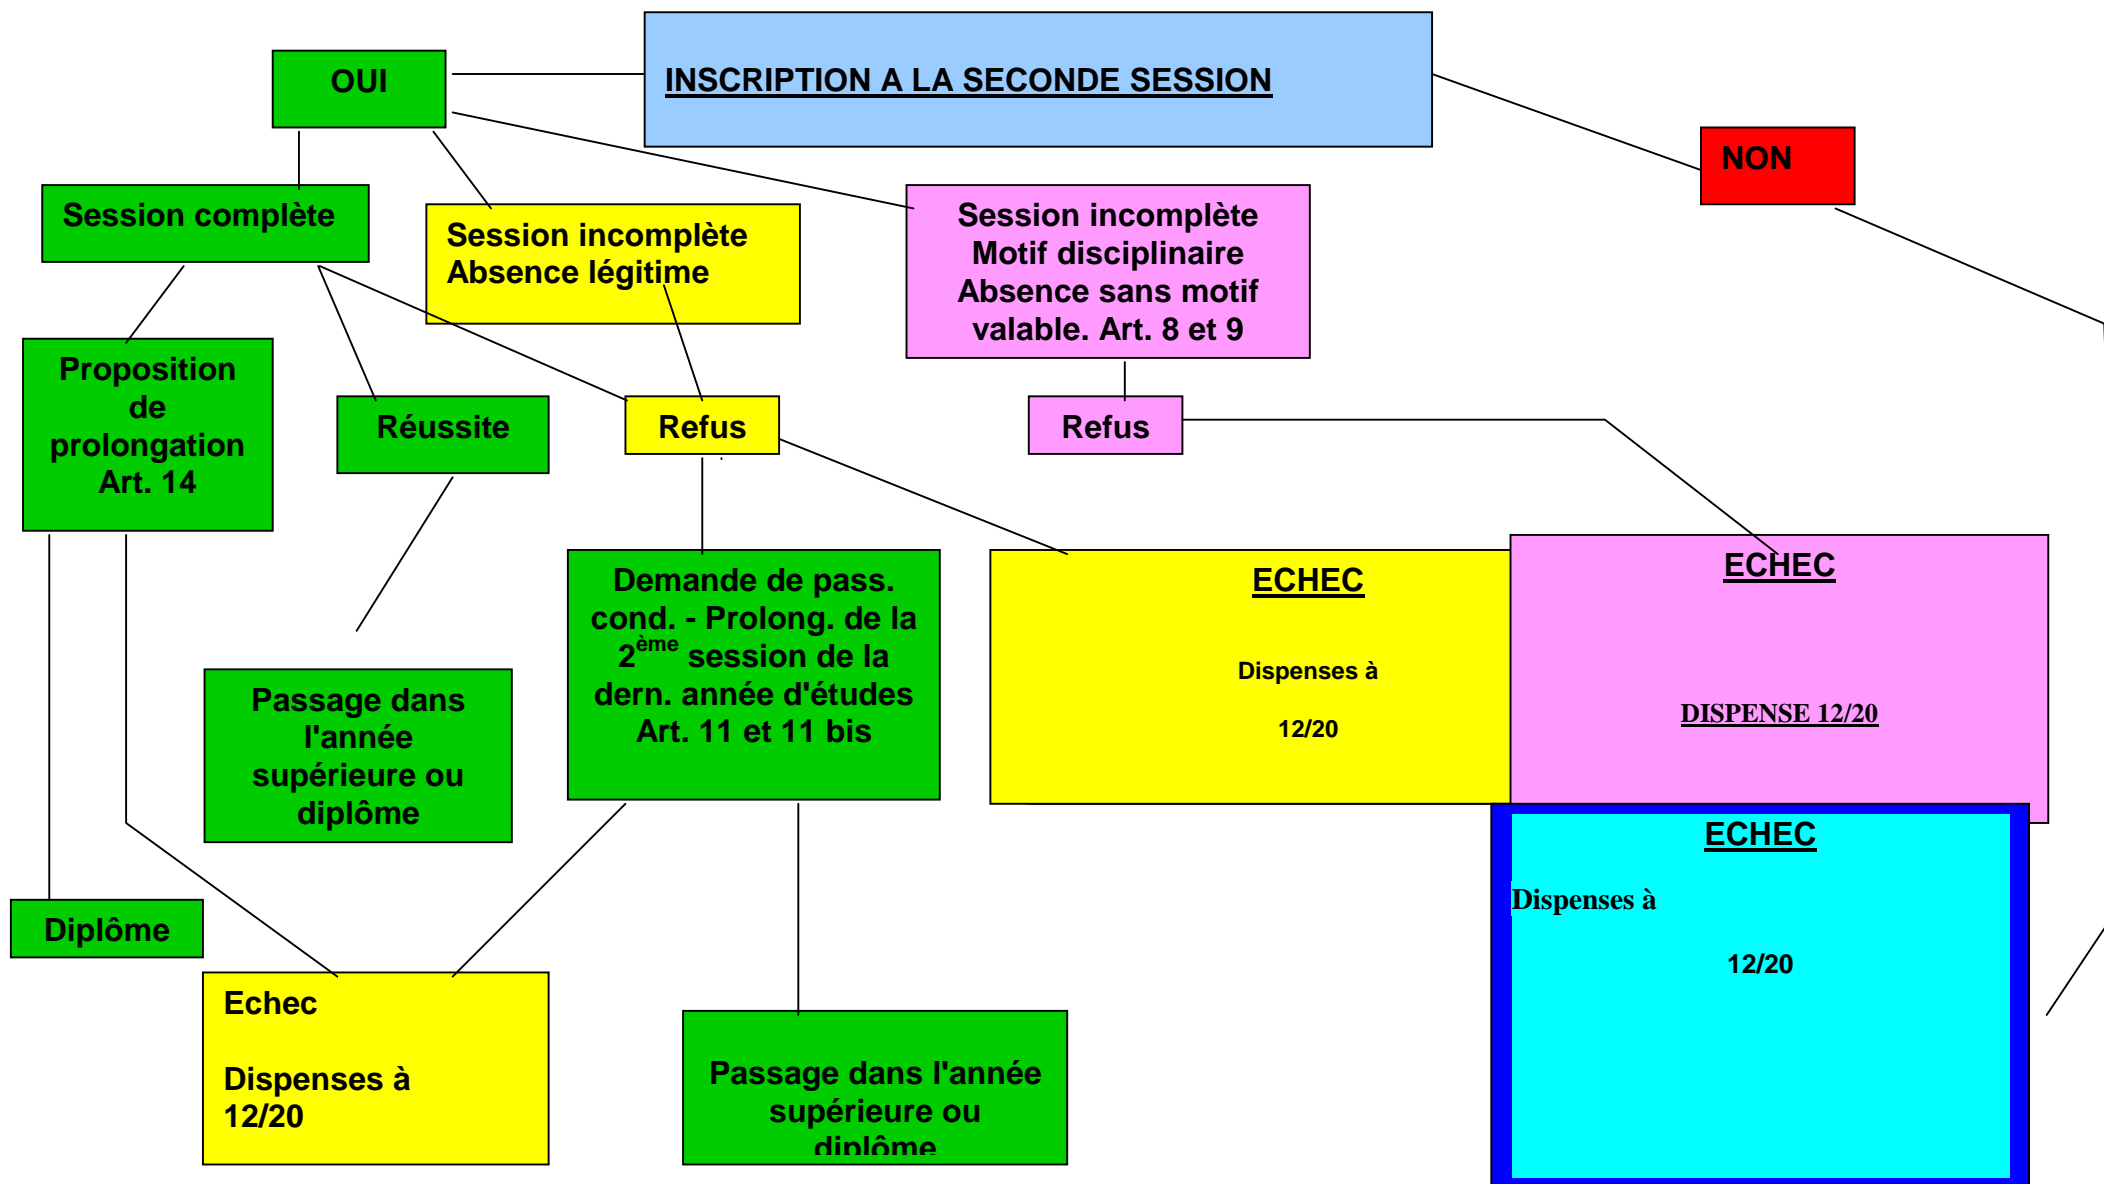 OUI
INSCRIPTION A LA SECONDE SESSION
NON
Session complète
Session incomplète
Absence légitime
Session incomplète
Motif disciplinaire
Absence sans motif
valable. Art. 8 et 9
Proposition
de
prolongation
Art. 14
Réussite
Refus
Refus
Demande de pass.
cond. - Prolong. de la
2ème session de la
dern. année d'études
Art. 11 et 11 bis
ECHEC
Dispenses à
12/20
ECHEC
DISPENSE 12/20
Passage dans
l'année
supérieure ou
diplôme
ECHEC
Dispenses à
12/20
Diplôme
Echec
Dispenses à
12/20
Passage dans l'année
supérieure ou
diplôme